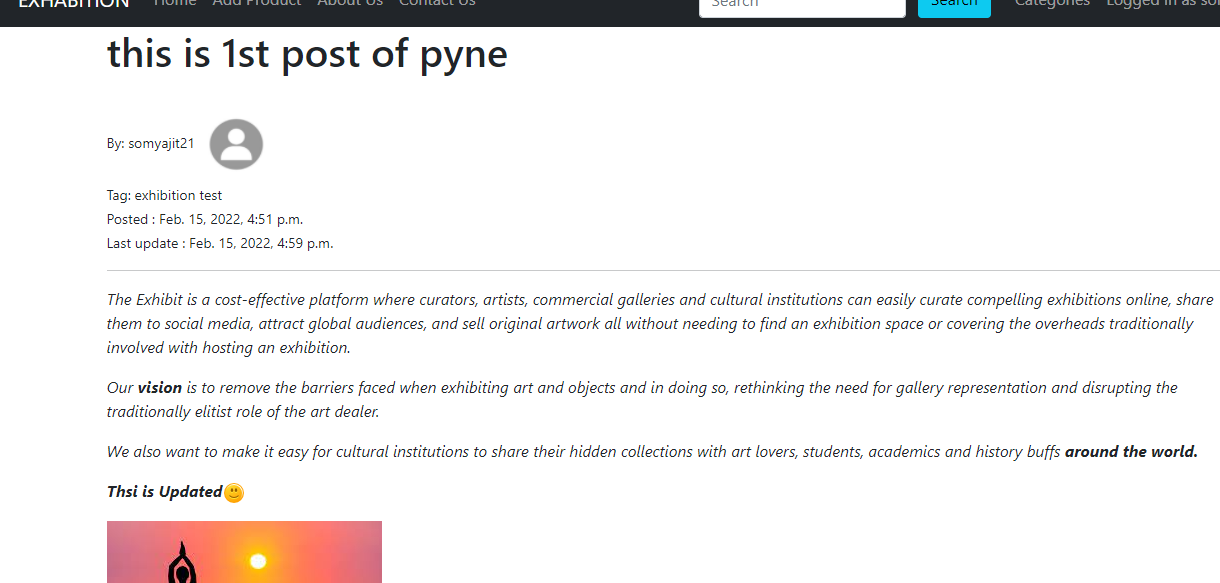 EXHABITION Home Add Product About Us Contact Us Search Search Categories Logged in as
this is 1st post of pyne
By: somyajit21
Tag: exhibition test
Posted : Feb. 15, 2022, 4:51 p.m.
Last update : Feb. 15, 2022, 4:59 p.m.
The Exhibit is a cost-effective platform where curators, artists, commercial galleries and cultural institutions can easily curate compelling exhibitions online, share
them to social media, attract global audiences, and sell original artwork all without needing to find an exhibition space or covering the overheads traditionally
involved with hosting an exhibition.
Our vision is to remove the barriers faced when exhibiting art and objects and in doing so, rethinking the need for gallery representation and disrupting the
traditionally elitist role of the art dealer.
We also want to make it easy for cultural institutions to share their hidden collections with art lovers, students, academics and history buffs around the world.
Thsi is Updated